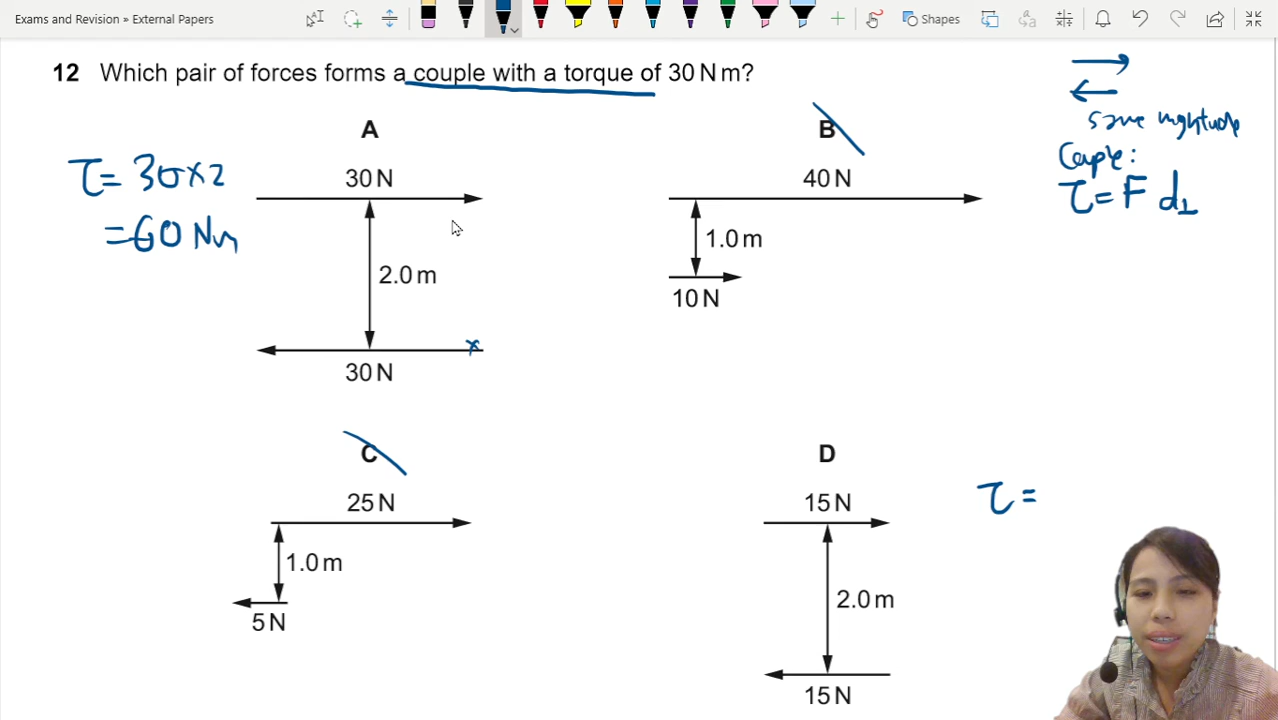 Exams and Revision » External Papers
Shapes
12 Which pair of forces forms a couple with a torque of 30 N m?
same mgnitude
Couple:
τ = F d⊥
A
30 N
2.0 m
30 N
τ = 30×2
= 60 Nm
B
40 N
1.0 m
10 N
C
25 N
1.0 m
5 N
D
15 N
2.0 m
15 N
τ =